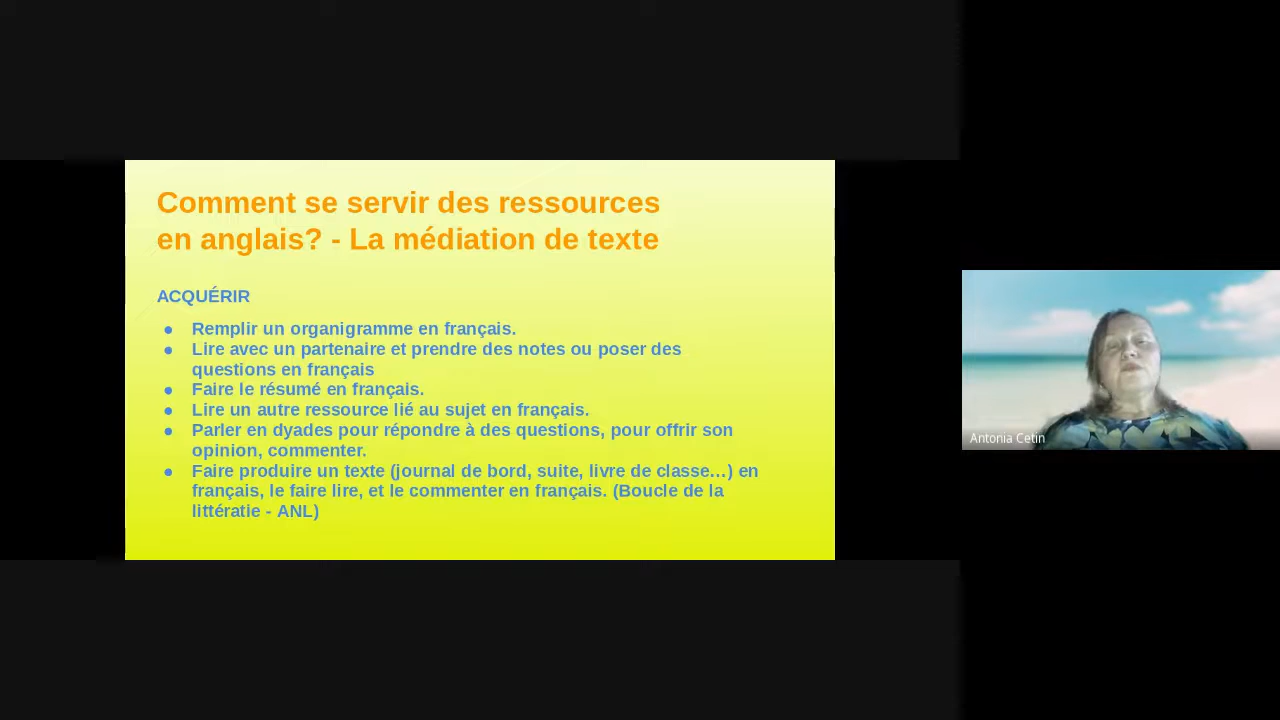 Comment se servir des ressources
en anglais? - La médiation de texte
ACQUÉRIR
● Remplir un organigramme en français.
● Lire avec un partenaire et prendre des notes ou poser des
questions en français
● Faire le résumé en français.
● Lire un autre ressource lié au sujet en français.
● Parler en dyades pour répondre à des questions, pour offrir son
opinion, commenter.
● Faire produire un texte (journal de bord, suite, livre de classe...) en
français, le faire lire, et le commenter en français. (Boucle de la
littératie - ANL)
Antonia Cetin